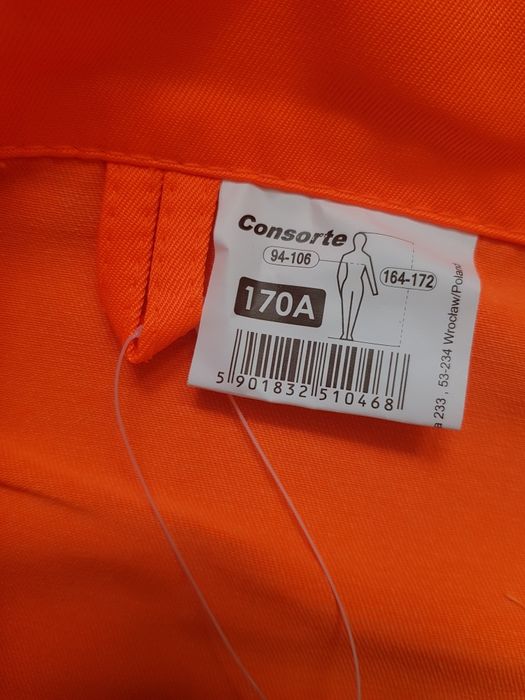 Consorte
94-106
164-172
170A
5 901832 510468
a 233 , 53-234 Wrocław/Poland